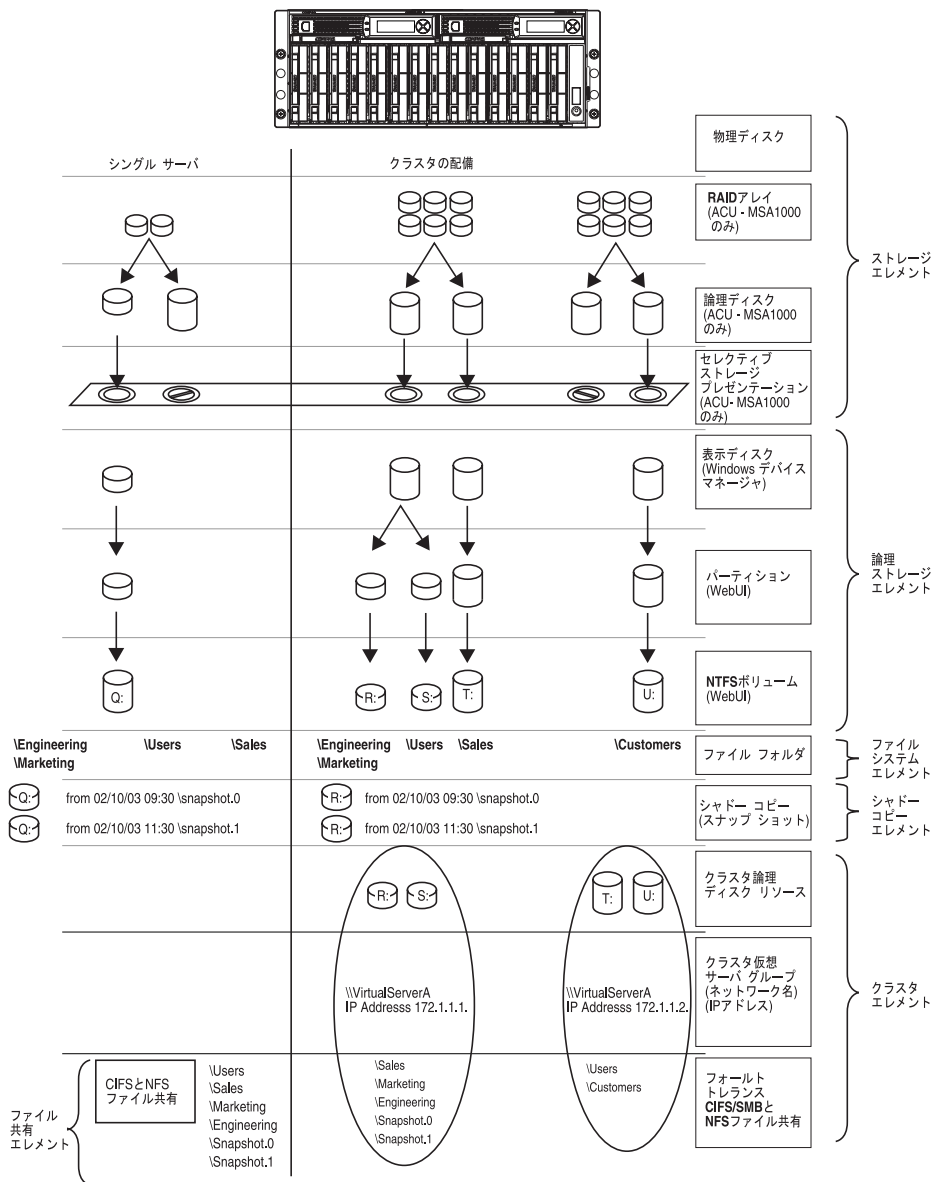 シングル サーバ
クラスタの配備
物理ディスク
RAIDアレイ
(ACU - MSA1000
のみ)
論理ディスク
(ACU - MSA1000
のみ)
セレクティブ
ストレージ
プレゼンテーション
(ACU- MSA1000
のみ)
ストレージ
エレメント
表示ディスク
(Windows デバイス
マネージャ)
パーティション
(WebUI)
論理
ストレージ
エレメント
Q:
R:
S:
T:
U:
NTFSボリューム
(WebUI)
\Engineering
\Users
\Sales
\Marketing
\Engineering
\Users
\Sales
\Marketing
\Customers
ファイル フォルダ
ファイル
システム
エレメント
Q:
from 02/10/03 09:30 \snapshot.0
Q:
from 02/10/03 11:30 \snapshot.1
R:
from 02/10/03 09:30 \snapshot.0
R:
from 02/10/03 11:30 \snapshot.1
シャドー コピー
(スナップ ショット)
シャドー
コピー
エレメント
R:
S:
T:
U:
クラスタ論理
ディスク リソース
\\VirtualServerA
IP Addresss 172.1.1.1.
\\VirtualServerA
IP Addresss 172.1.1.2.
クラスタ仮想
サーバ グループ
(ネットワーク名)
(IPアドレス)
クラスタ
エレメント
ファイル
共有
エレメント
CIFSとNFS
ファイル共有
\Users
\Sales
\Marketing
\Engineering
\Snapshot.0
\Snapshot.1
\Sales
\Marketing
\Engineering
\Snapshot.0
\Snapshot.1
\Users
\Customers
フォールト
トレランス
CIFS/SMBと
NFSファイル共有